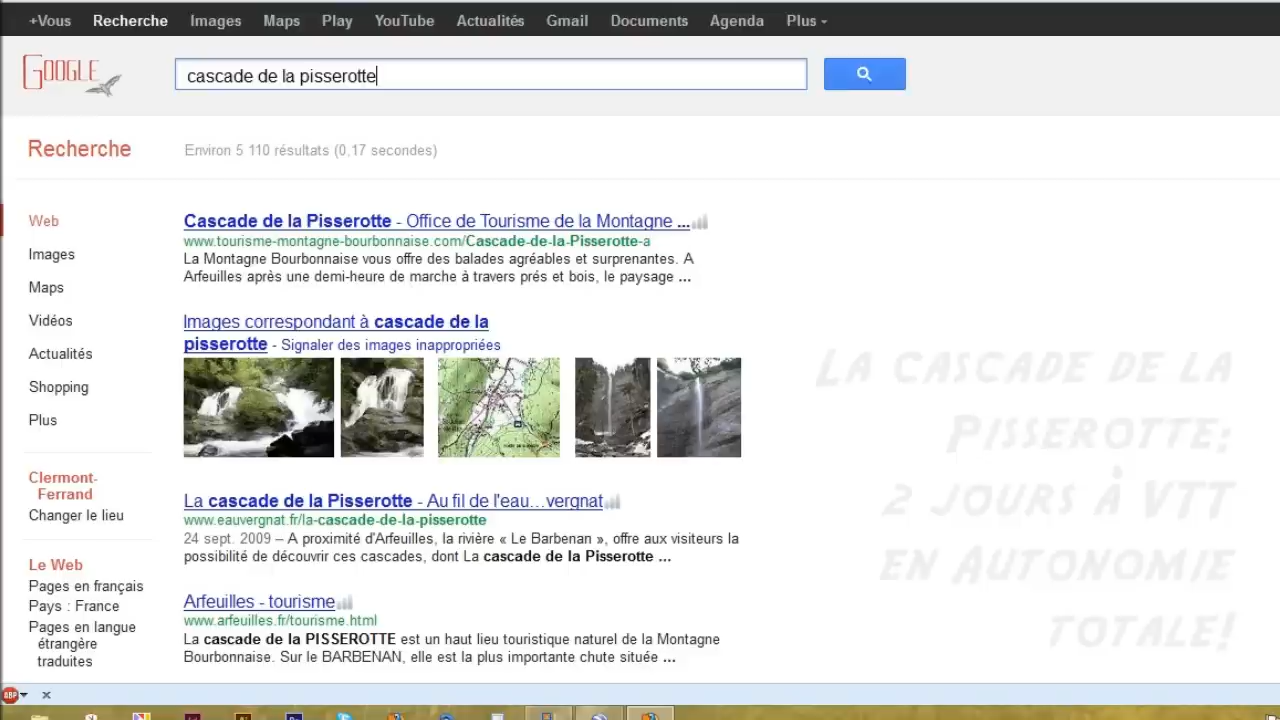 +Vous Recherche Images Maps Play YouTube Actualités Gmail Documents Agenda Plus
Google
cascade de la pisserotte
Recherche
Environ 5 110 résultats (0,17 secondes)
Web
Images
Maps
Vidéos
Actualités
Shopping
Plus
Clermont-
Ferrand
Changer le lieu
Le Web
Pages en français
Pays : France
Pages en langue
étrangère
traduites
Cascade de la Pisserotte - Office de Tourisme de la Montagne ...
www.tourisme-montagne-bourbonnaise.com/Cascade-de-la-Pisserotte-a
La Montagne Bourbonnaise vous offre des balades agréables et surprenantes. A
Arfeuilles après une demi-heure de marche à travers prés et bois, le paysage ...
Images correspondant à cascade de la
pisserotte - Signaler des images inappropriées
La cascade de la Pisserotte - Au fil de l'eau...vergnat
www.eauvergnat.fr/la-cascade-de-la-pisserotte
24 sept. 2009 – A proximité d'Arfeuilles, la rivière « Le Barbenan », offre aux visiteurs la
possibilité de découvrir ces cascades, dont La cascade de la Pisserotte ...
Arfeuilles - tourisme
www.arfeuilles.fr/tourisme.html
La cascade de la PISSEROTTE est un haut lieu touristique naturel de la Montagne
Bourbonnaise. Sur le BARBENAN, elle est la plus importante chute située ...
La cascade de la
Pisserotte:
2 jours à VTT
en Autonomie
totale!
ABP